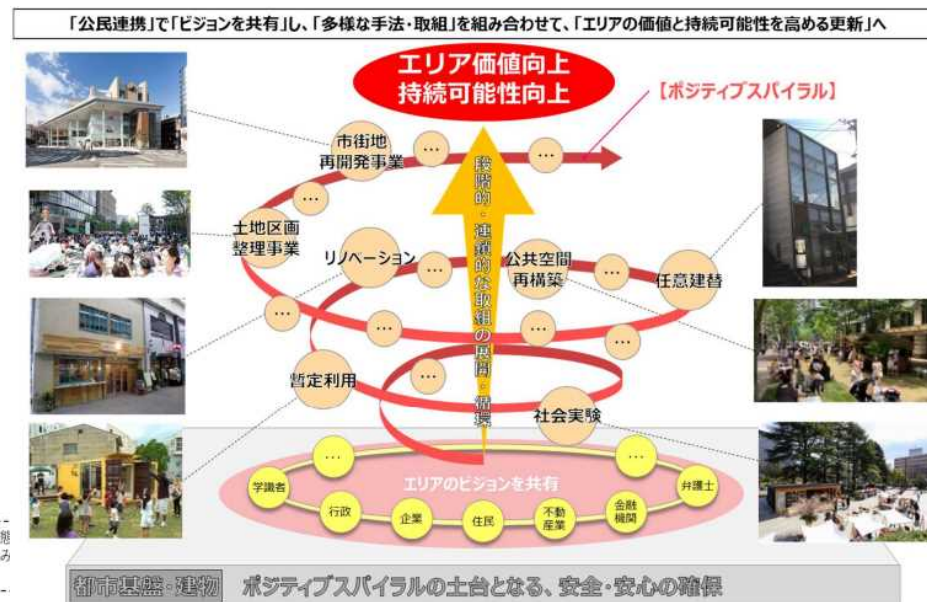 「公民連携」で「ビジョンを共有」し、「多様な手法・取組」を組み合わせて、「エリアの価値と持続可能性を高める更新」へ
エリア価値向上
持続可能性向上
【ポジティブスパイラル】
市街地
再開発事業
…
…
…
土地区画
整理事業
リノベーション
…
公共空間
再構築
…
任意建替
…
…
…
…
暫定利用
…
社会実験
段階的・連鎖的な取組の展開・循環
…
…
エリアのビジョンを共有
学識者
行政
企業
住民
不動
産業
金融
機関
弁護士
態
み
都市基盤・建物 ポジティブスパイラルの土台となる、安全・安心の確保